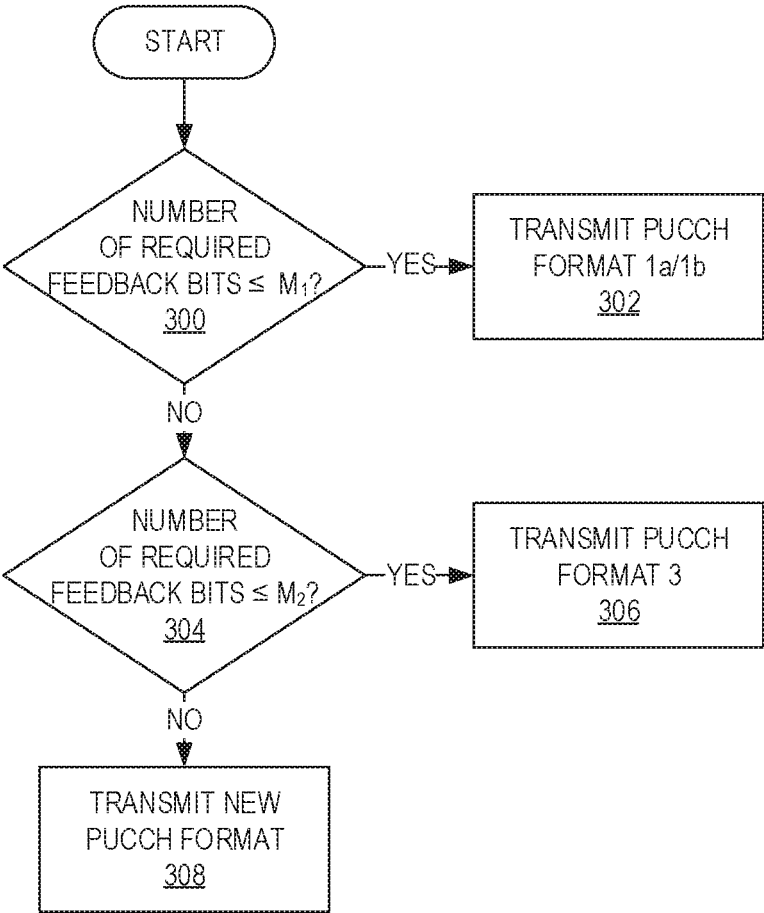 START
NUMBER
OF REQUIRED
FEEDBACK BITS ≤ M₁?
300
YES
TRANSMIT PUCCH
FORMAT 1a/1b
302
NO
NUMBER
OF REQUIRED
FEEDBACK BITS ≤ M₂?
304
YES
TRANSMIT PUCCH
FORMAT 3
306
NO
TRANSMIT NEW
PUCCH FORMAT
308